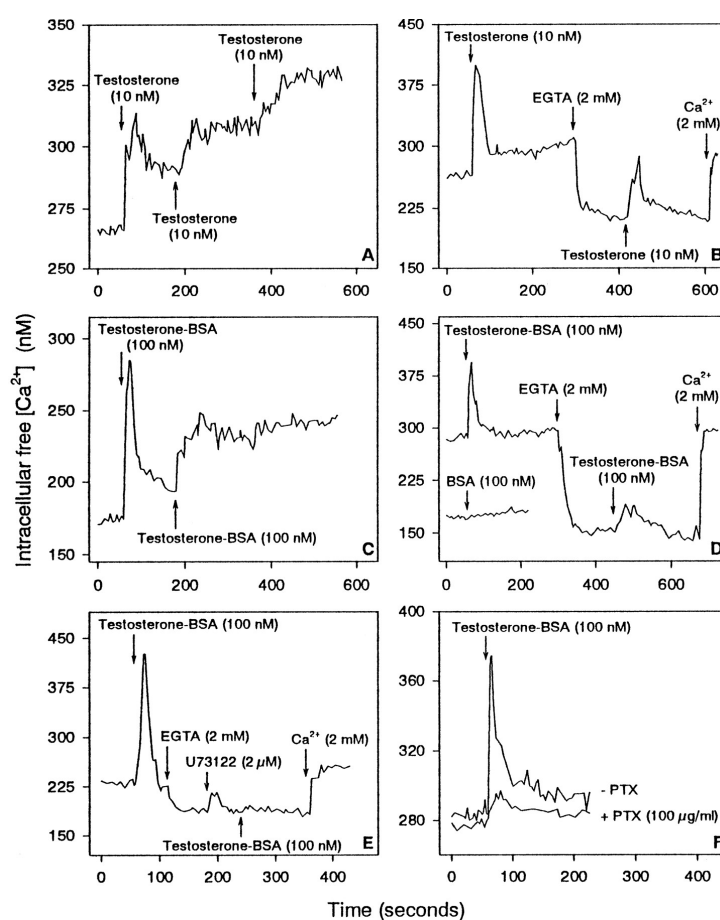 Intracellular free [Ca²⁺] (nM)
350
325
300
275
250
Testosterone
(10 nM)
Testosterone
(10 nM)
Testosterone
(10 nM)
A
0
200
400
600
450
375
300
225
150
Testosterone (10 nM)
EGTA (2 mM)
Ca²⁺
(2 mM)
Testosterone (10 nM)
B
0
200
400
600
300
250
200
150
Testosterone-BSA
(100 nM)
Testosterone-BSA (100 nM)
C
0
200
400
600
450
375
300
225
150
Testosterone-BSA (100 nM)
EGTA (2 mM)
Ca²⁺
(2 mM)
BSA (100 nM)
Testosterone-BSA
(100 nM)
D
0
200
400
600
450
375
300
225
150
Testosterone-BSA (100 nM)
EGTA (2 mM)
U73122 (2 μM)
Ca²⁺ (2 mM)
Testosterone-BSA (100 nM)
E
0
100
200
300
400
400
360
320
280
Testosterone-BSA (100 nM)
- PTX
+ PTX (100 μg/ml)
F
0
100
200
300
400
Time (seconds)